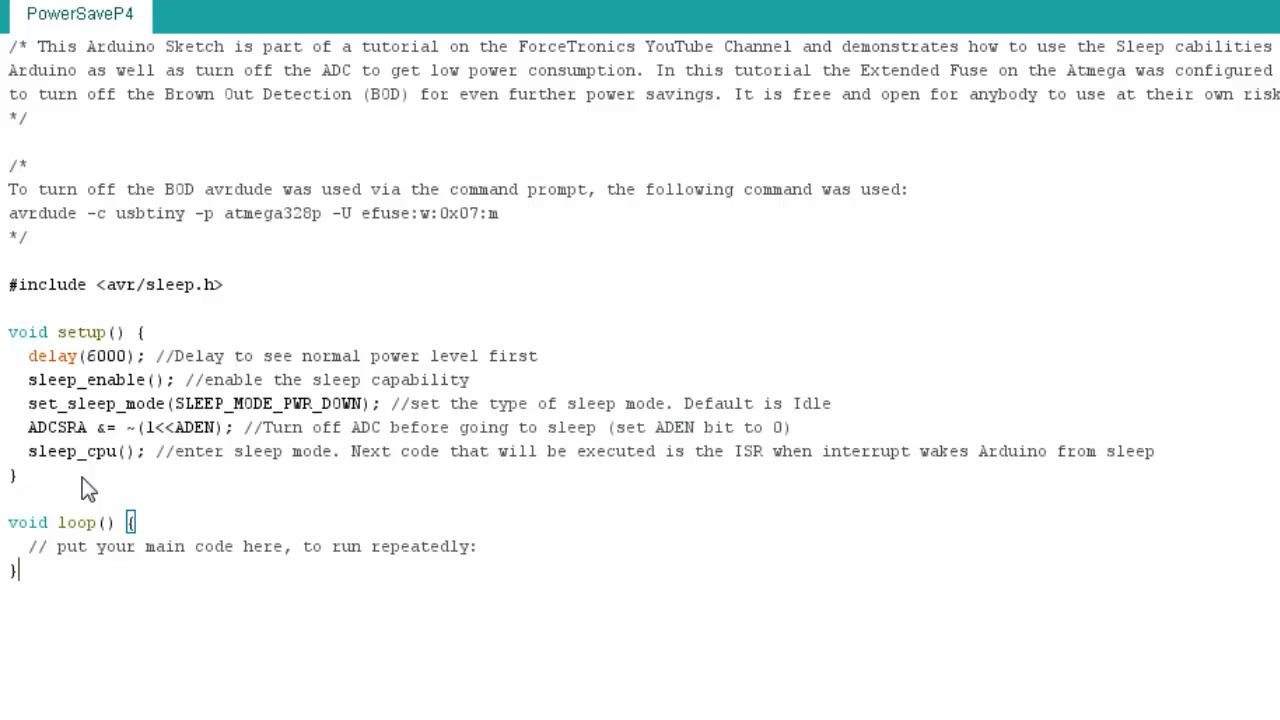 PowerSaveP4
/* This Arduino Sketch is part of a tutorial on the ForceTronics YouTube Channel and demonstrates how to use the Sleep cabilities
Arduino as well as turn off the ADC to get low power consumption. In this tutorial the Extended Fuse on the Atmega was configured
to turn off the Brown Out Detection (BOD) for even further power savings. It is free and open for anybody to use at their own risk
*/
/*
To turn off the BOD avrdude was used via the command prompt, the following command was used:
avrdude -c usbtiny -p atmega328p -U efuse:w:0x07:m
*/
#include <avr/sleep.h>
void setup() {
  delay(6000); //Delay to see normal power level first
  sleep_enable(); //enable the sleep capability
  set_sleep_mode(SLEEP_MODE_PWR_DOWN); //set the type of sleep mode. Default is Idle
  ADCSRA &= ~(1<<ADEN); //Turn off ADC before going to sleep (set ADEN bit to 0)
  sleep_cpu(); //enter sleep mode. Next code that will be executed is the ISR when interrupt wakes Arduino from sleep
}
void loop() {
  // put your main code here, to run repeatedly:
}